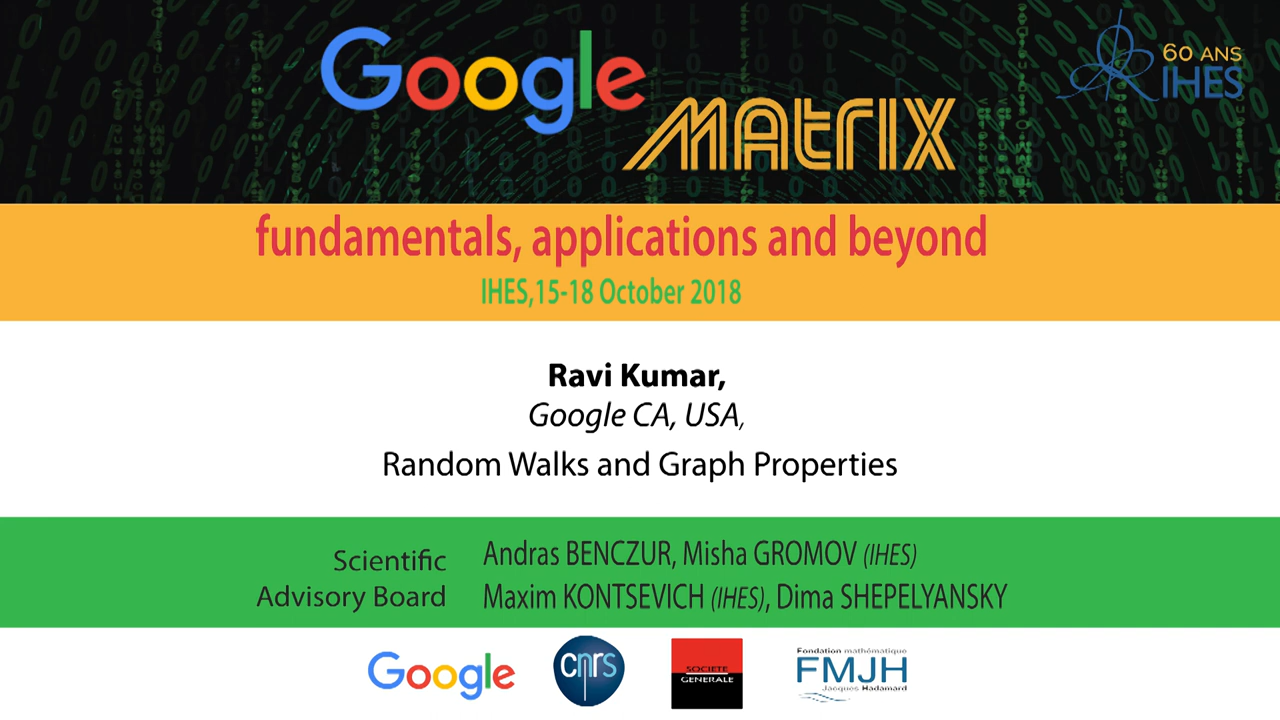 Google
MATRIX
60 ANS
IHES
fundamentals, applications and beyond
IHES,15-18 October 2018
Ravi Kumar,
Google CA, USA,
Random Walks and Graph Properties
Scientific
Advisory Board
Andras BENCZUR, Misha GROMOV (IHES)
Maxim KONTSEVICH (IHES), Dima SHEPELYANSKY
Google
cnrs
SOCIETE
GENERALE
Fondation mathématique
FMJH
Jacques Hadamard